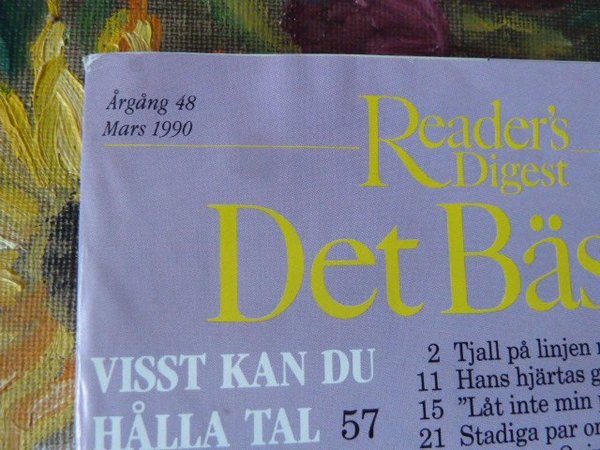 Årgång 48
Mars 1990
Reader's
Digest
Det
VISST KAN DU
HÅLLA TAL 57
2 Tjall på linjen
11 Hans hjärtas
15 "Låt inte min
21 Stadiga par